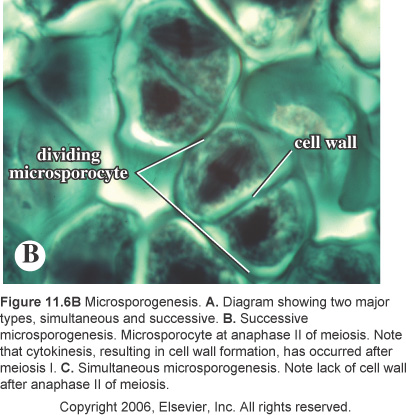 dividing
microsporocyte
cell wall
B
Figure 11.6B Microsporogenesis. A. Diagram showing two major
types, simultaneous and successive. B. Successive
microsporogenesis. Microsporocyte at anaphase II of meiosis. Note
that cytokinesis, resulting in cell wall formation, has occurred after
meiosis I. C. Simultaneous microsporogenesis. Note lack of cell wall
after anaphase II of meiosis.
Copyright 2006, Elsevier, Inc. All rights reserved.